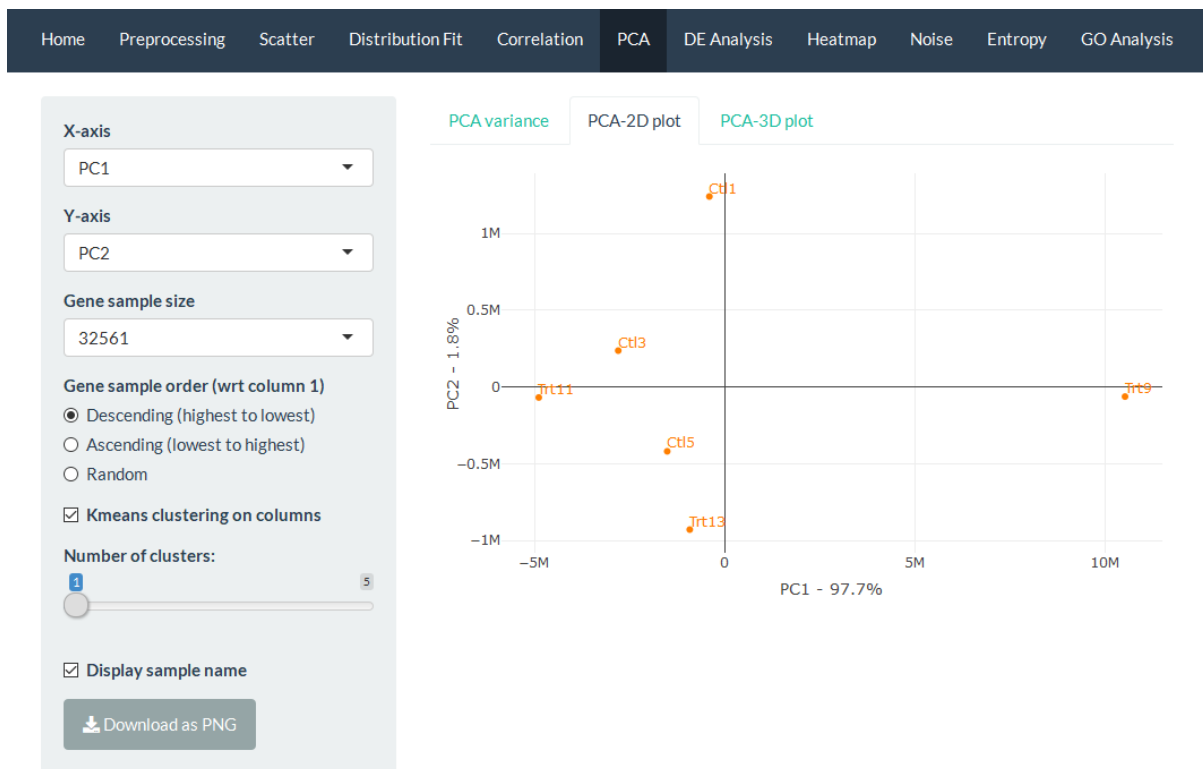 Home Preprocessing Scatter Distribution Fit Correlation PCA DE Analysis Heatmap Noise Entropy GO Analysis
X-axis
PC1
Y-axis
PC2
Gene sample size
32561
Gene sample order (wrt column 1)
Descending (highest to lowest)
Ascending (lowest to highest)
Random
Kmeans clustering on columns
Number of clusters:
1 5
Display sample name
Download as PNG
PCA variance PCA-2D plot PCA-3D plot
Ctl1
1M
0.5M
Ctl3
0
Trt11
Trt9
Ctl5
−0.5M
Trt13
−1M
PC2 - 1.8%
−5M 0 5M 10M
PC1 - 97.7%